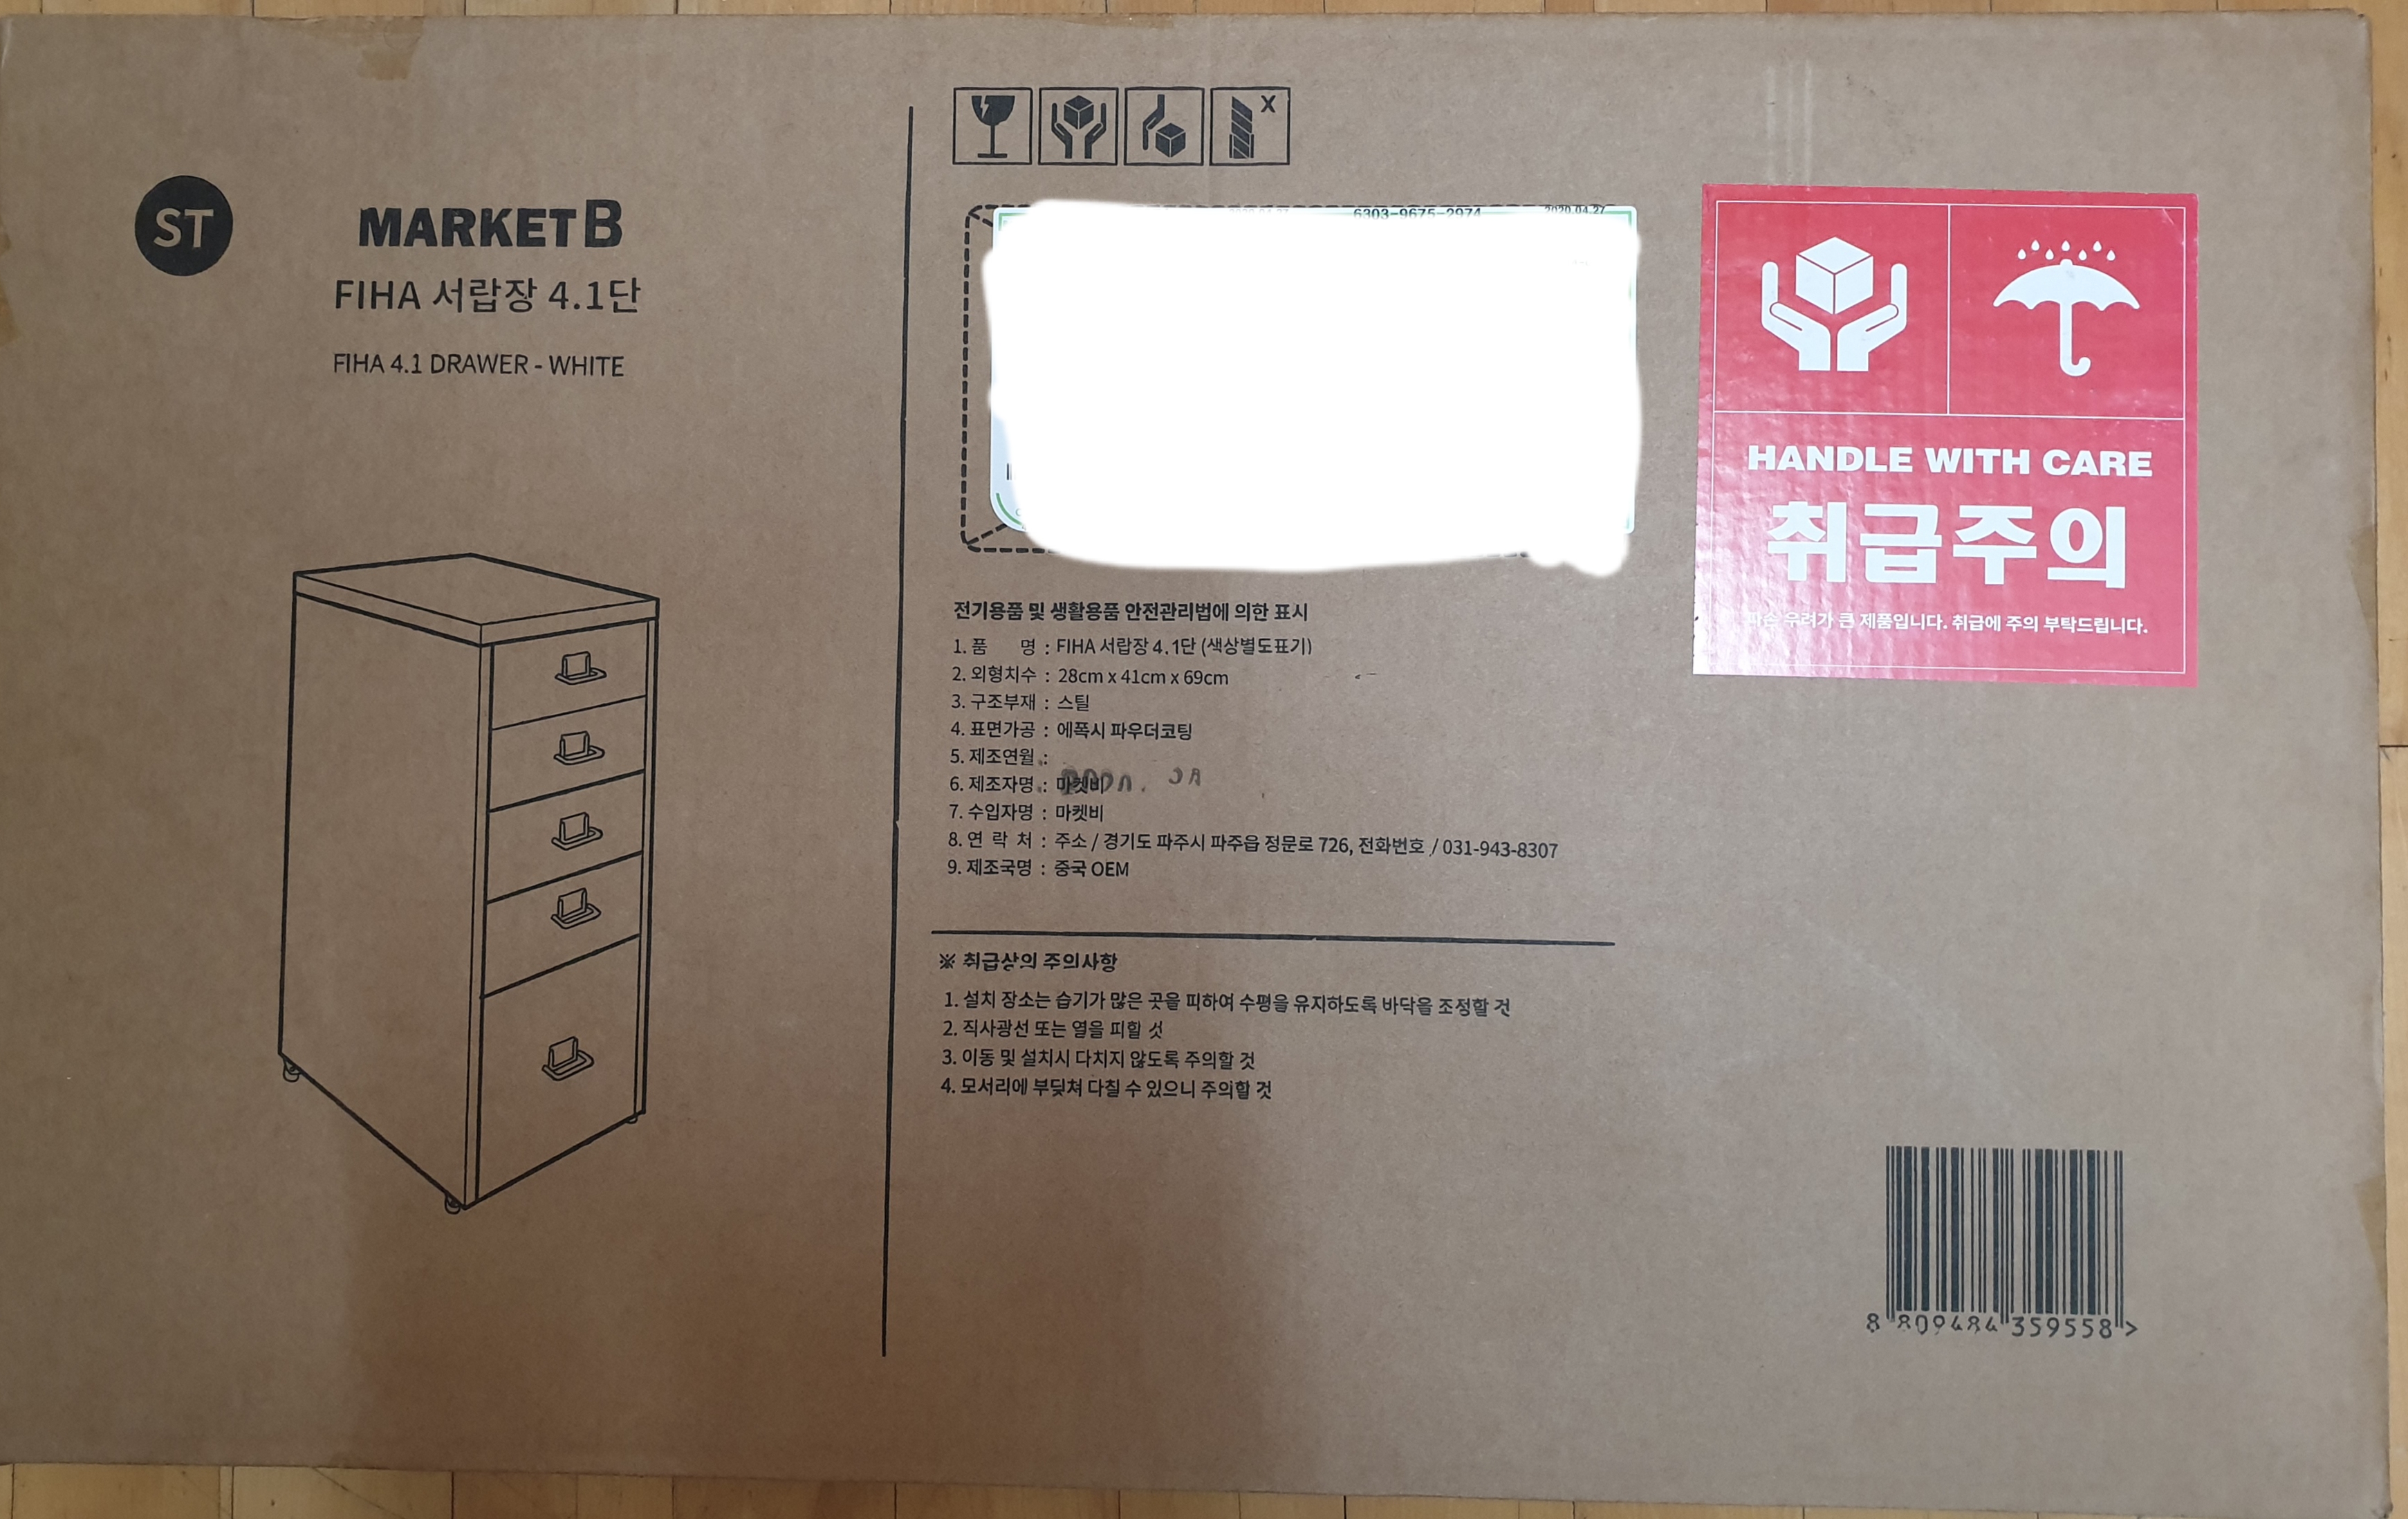 ST
MARKET B
FIHA 서랍장 4.1단
FIHA 4.1 DRAWER - WHITE
X
6303-9675-2974
2020.04.27
전기용품 및 생활용품 안전관리법에 의한 표시
1. 품 명 : FIHA 서랍장 4.1단 (색상별도표기)
2. 외형치수 : 28cm x 41cm x 69cm
3. 구조부재 : 스틸
4. 표면가공 : 에폭시 파우더코팅
5. 제조연월 :
6. 제조자명 : 마켓비
7. 수입자명 : 마켓비
8. 연 락 처 : 주소 / 경기도 파주시 파주읍 정문로 726, 전화번호 / 031-943-8307
9. 제조국명 : 중국 OEM
※ 취급상의 주의사항
1. 설치 장소는 습기가 많은 곳을 피하여 수평을 유지하도록 바닥을 조정할 것
2. 직사광선 또는 열을 피할 것
3. 이동 및 설치시 다치지 않도록 주의할 것
4. 모서리에 부딪쳐 다칠 수 있으니 주의할 것
HANDLE WITH CARE
취급주의
파손 우려가 큰 제품입니다. 취급에 주의 부탁드립니다.
8 809484 359558 >